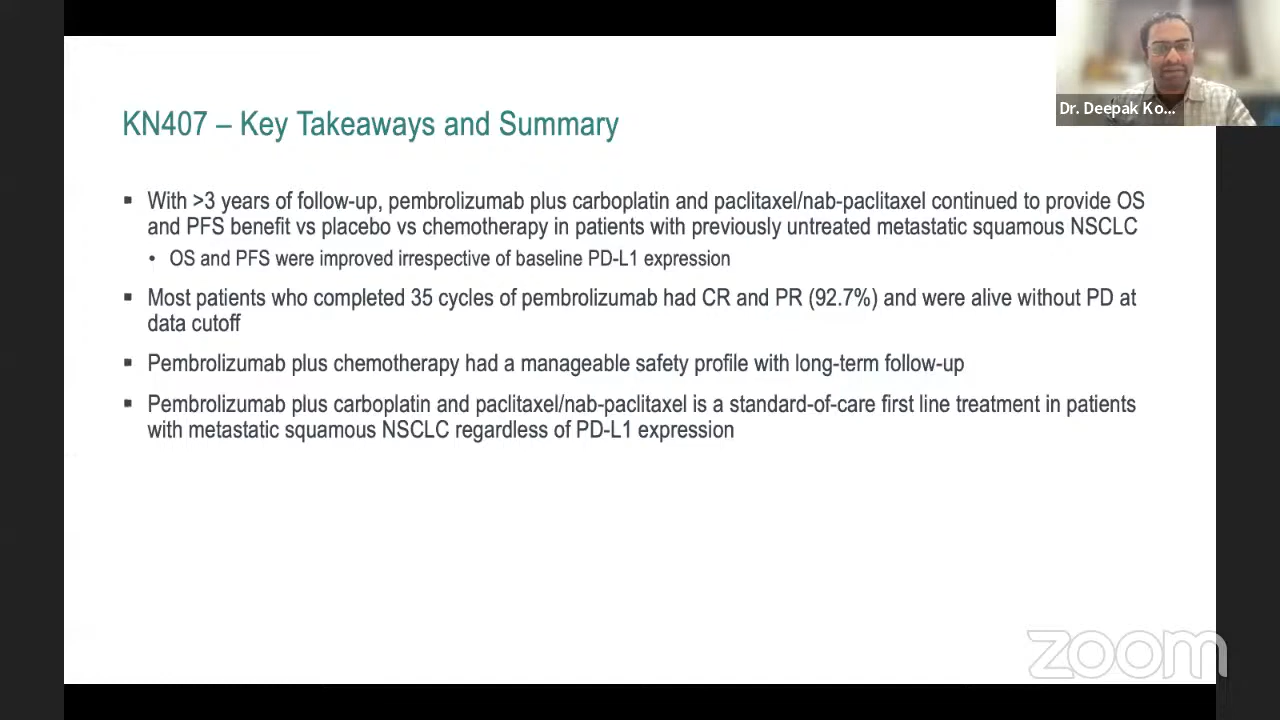 Dr. Deepak Ko...
KN407 – Key Takeaways and Summary
▪ With >3 years of follow-up, pembrolizumab plus carboplatin and paclitaxel/nab-paclitaxel continued to provide OS
and PFS benefit vs placebo vs chemotherapy in patients with previously untreated metastatic squamous NSCLC
• OS and PFS were improved irrespective of baseline PD-L1 expression
▪ Most patients who completed 35 cycles of pembrolizumab had CR and PR (92.7%) and were alive without PD at
data cutoff
▪ Pembrolizumab plus chemotherapy had a manageable safety profile with long-term follow-up
▪ Pembrolizumab plus carboplatin and paclitaxel/nab-paclitaxel is a standard-of-care first line treatment in patients
with metastatic squamous NSCLC regardless of PD-L1 expression
zoom